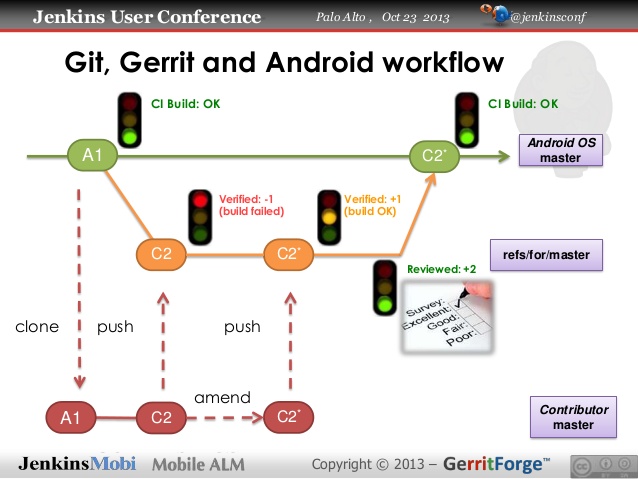 Jenkins User Conference
Palo Alto , Oct 23 2013
@jenkinsconf
Git, Gerrit and Android workflow
CI Build: OK
CI Build: OK
A1
C2*
Android OS
master
Verified: -1
(build failed)
Verified: +1
(build OK)
C2
C2*
refs/for/master
Reviewed: +2
Survey:
Excellent:
Good:
Fair:
Poor:
clone
push
push
amend
A1
C2
C2*
Contributor
master
JenkinsMobi
Mobile ALM
Copyright © 2013 –
GerritForge™